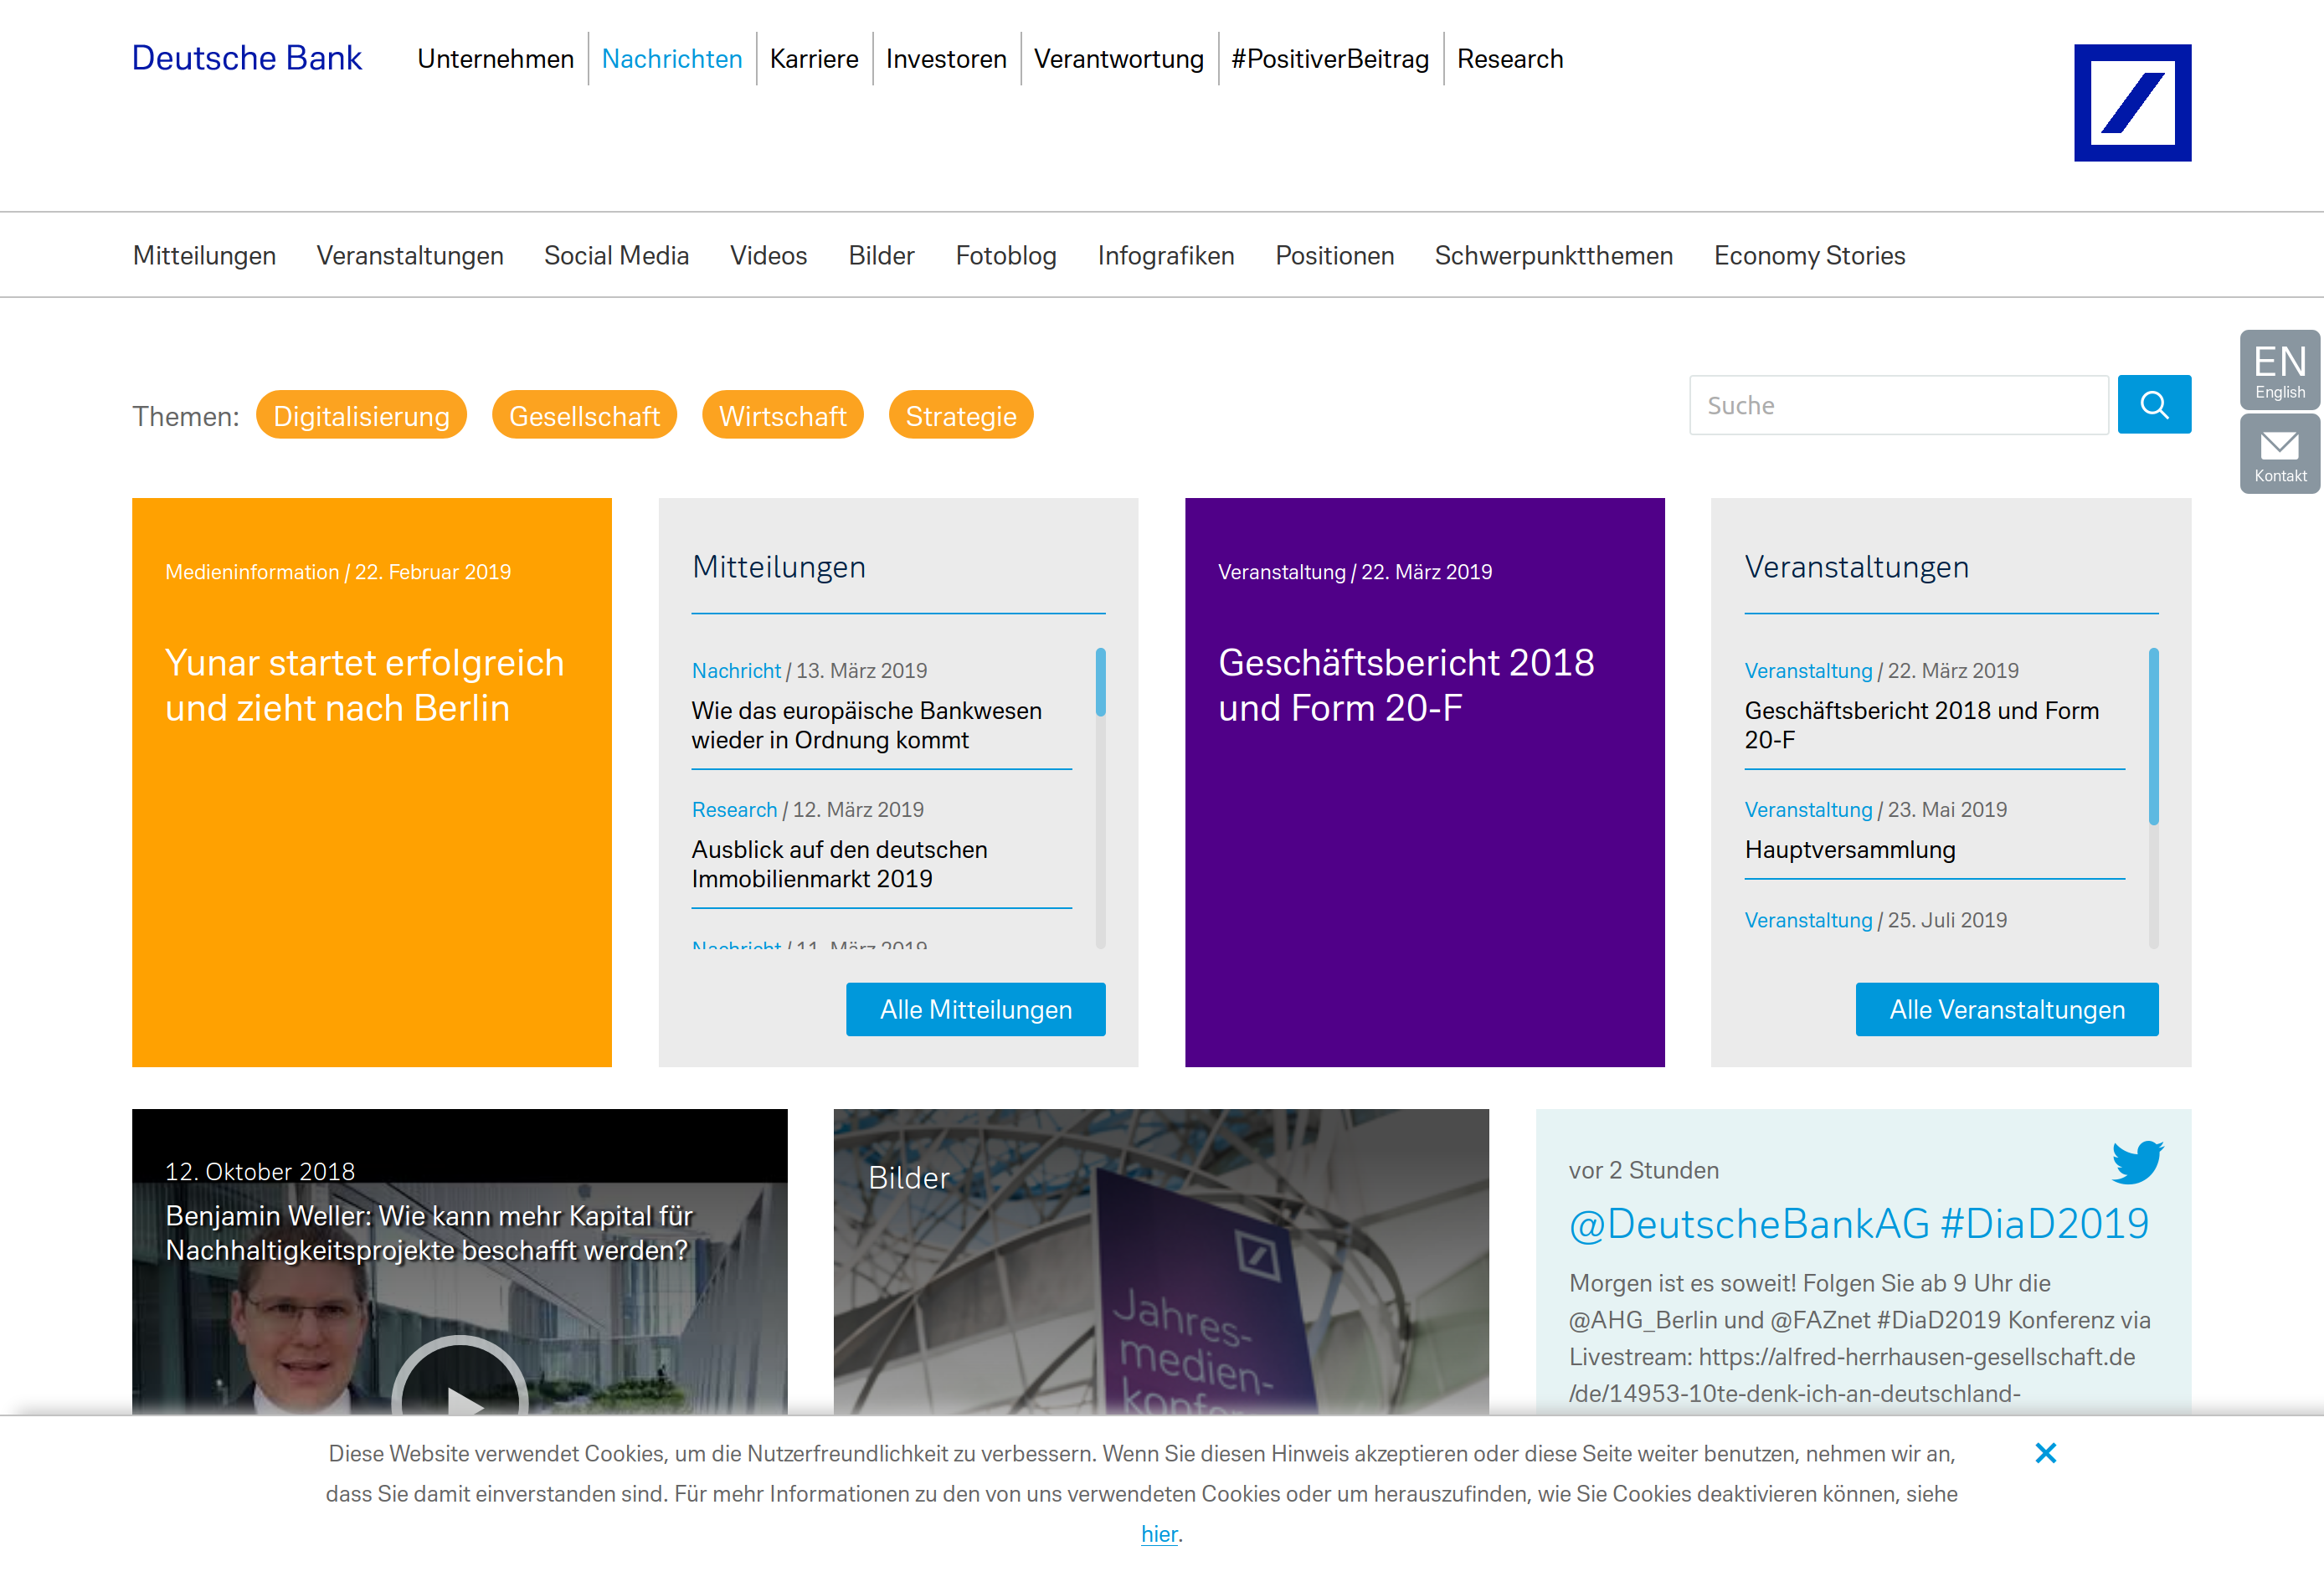 Deutsche Bank
Unternehmen
Nachrichten
Karriere
Investoren
Verantwortung
#PositiverBeitrag
Research
Mitteilungen
Veranstaltungen
Social Media
Videos
Bilder
Fotoblog
Infografiken
Positionen
Schwerpunktthemen
Economy Stories
EN
English
Kontakt
Themen:
Digitalisierung
Gesellschaft
Wirtschaft
Strategie
Suche
Medieninformation / 22. Februar 2019
Yunar startet erfolgreich
und zieht nach Berlin
Mitteilungen
Nachricht / 13. März 2019
Wie das europäische Bankwesen
wieder in Ordnung kommt
Research / 12. März 2019
Ausblick auf den deutschen
Immobilienmarkt 2019
Nachricht / 11. März 2019
Alle Mitteilungen
Veranstaltung / 22. März 2019
Geschäftsbericht 2018
und Form 20-F
Veranstaltungen
Veranstaltung / 22. März 2019
Geschäftsbericht 2018 und Form
20-F
Veranstaltung / 23. Mai 2019
Hauptversammlung
Veranstaltung / 25. Juli 2019
Alle Veranstaltungen
12. Oktober 2018
Benjamin Weller: Wie kann mehr Kapital für
Nachhaltigkeitsprojekte beschafft werden?
Bilder
Jahres-
medien-
vor 2 Stunden
@DeutscheBankAG #DiaD2019
Morgen ist es soweit! Folgen Sie ab 9 Uhr die
@AHG_Berlin und @FAZnet #DiaD2019 Konferenz via
Livestream: https://alfred-herrhausen-gesellschaft.de
/de/14953-10te-denk-ich-an-deutschland-
Diese Website verwendet Cookies, um die Nutzerfreundlichkeit zu verbessern. Wenn Sie diesen Hinweis akzeptieren oder diese Seite weiter benutzen, nehmen wir an,
dass Sie damit einverstanden sind. Für mehr Informationen zu den von uns verwendeten Cookies oder um herauszufinden, wie Sie Cookies deaktivieren können, siehe
hier.